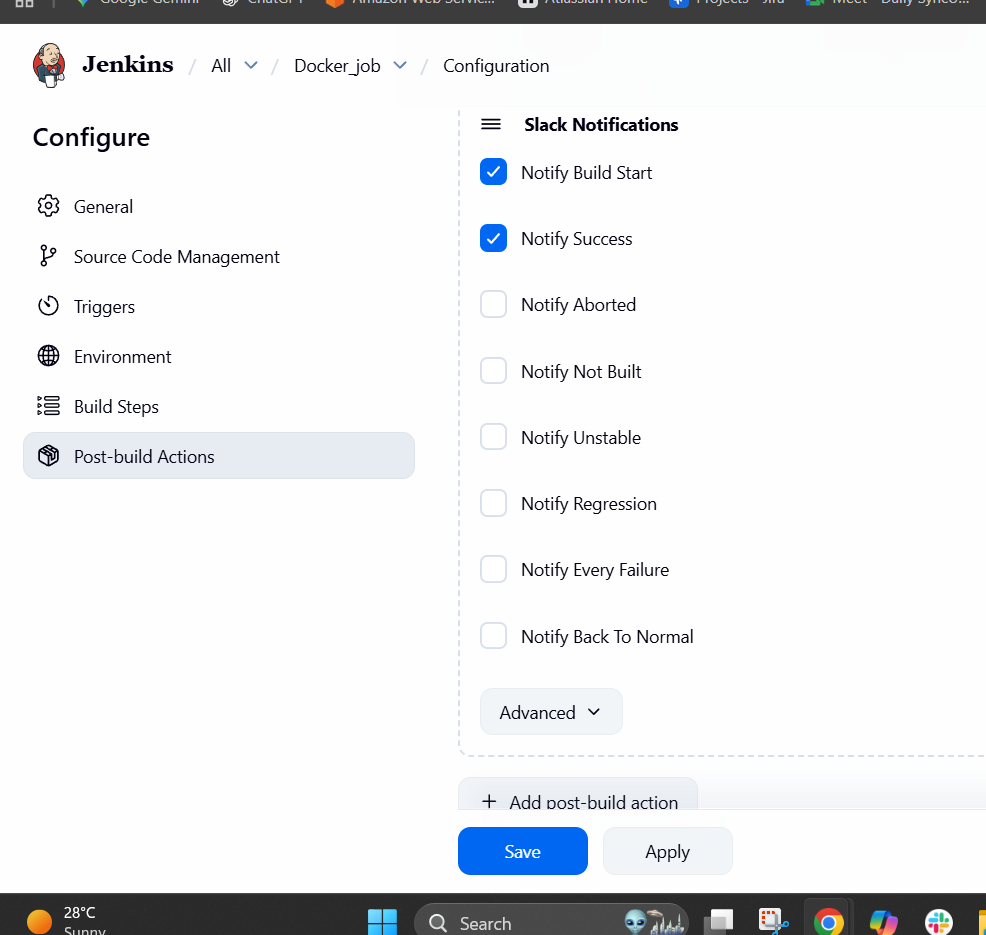 Google Gemini ChatGPT Amazon Web Servic... Atlassian Home Projects - Jira Meet - Daily Sync...
Jenkins / All / Docker_job / Configuration
Configure
General
Source Code Management
Triggers
Environment
Build Steps
Post-build Actions
Slack Notifications
Notify Build Start
Notify Success
Notify Aborted
Notify Not Built
Notify Unstable
Notify Regression
Notify Every Failure
Notify Back To Normal
Advanced
+ Add post-build action
Save Apply
28°C
Sunny
Search